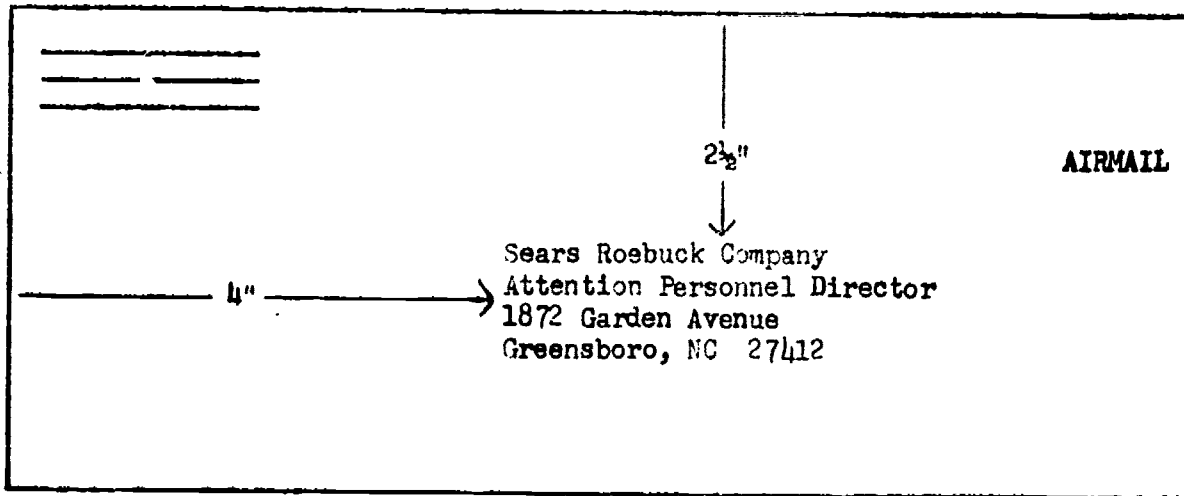 2½"
AIRMAIL
Sears Roebuck Company
4"
Attention Personnel Director
1872 Garden Avenue
Greensboro, NC 27412